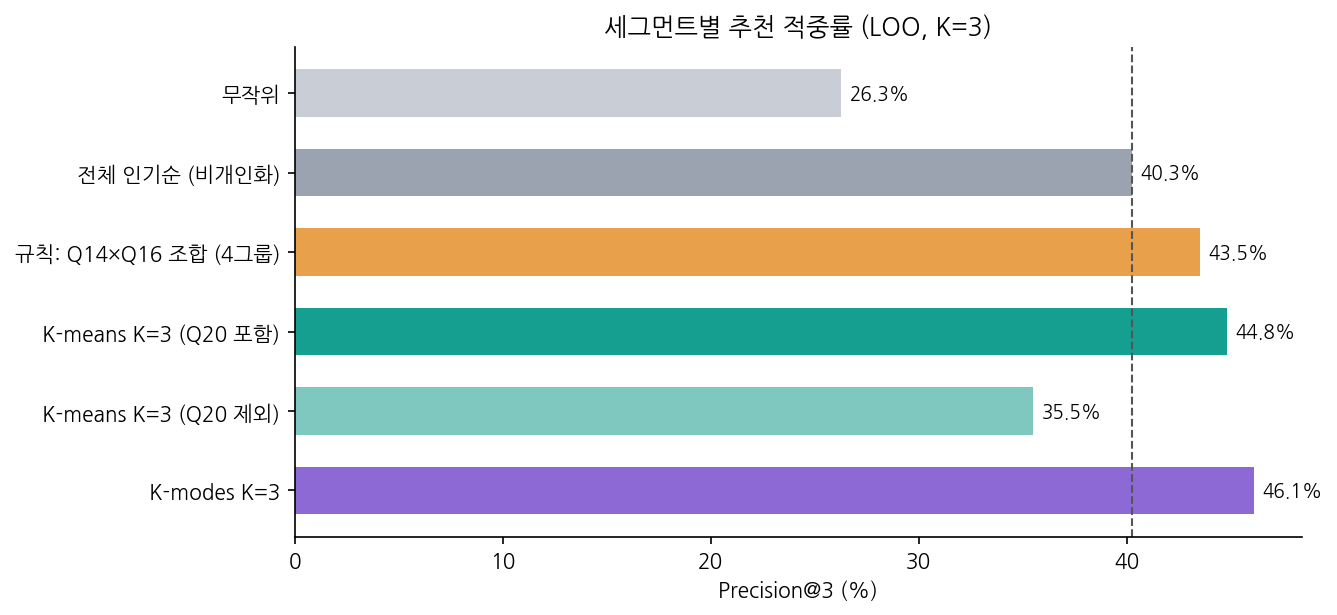 세그먼트별 추천 적중률 (LOO, K=3)
무작위
26.3%
전체 인기순 (비개인화)
40.3%
규칙: Q14×Q16 조합 (4그룹)
43.5%
K-means K=3 (Q20 포함)
44.8%
K-means K=3 (Q20 제외)
35.5%
K-modes K=3
46.1%
0 10 20 30 40
Precision@3 (%)